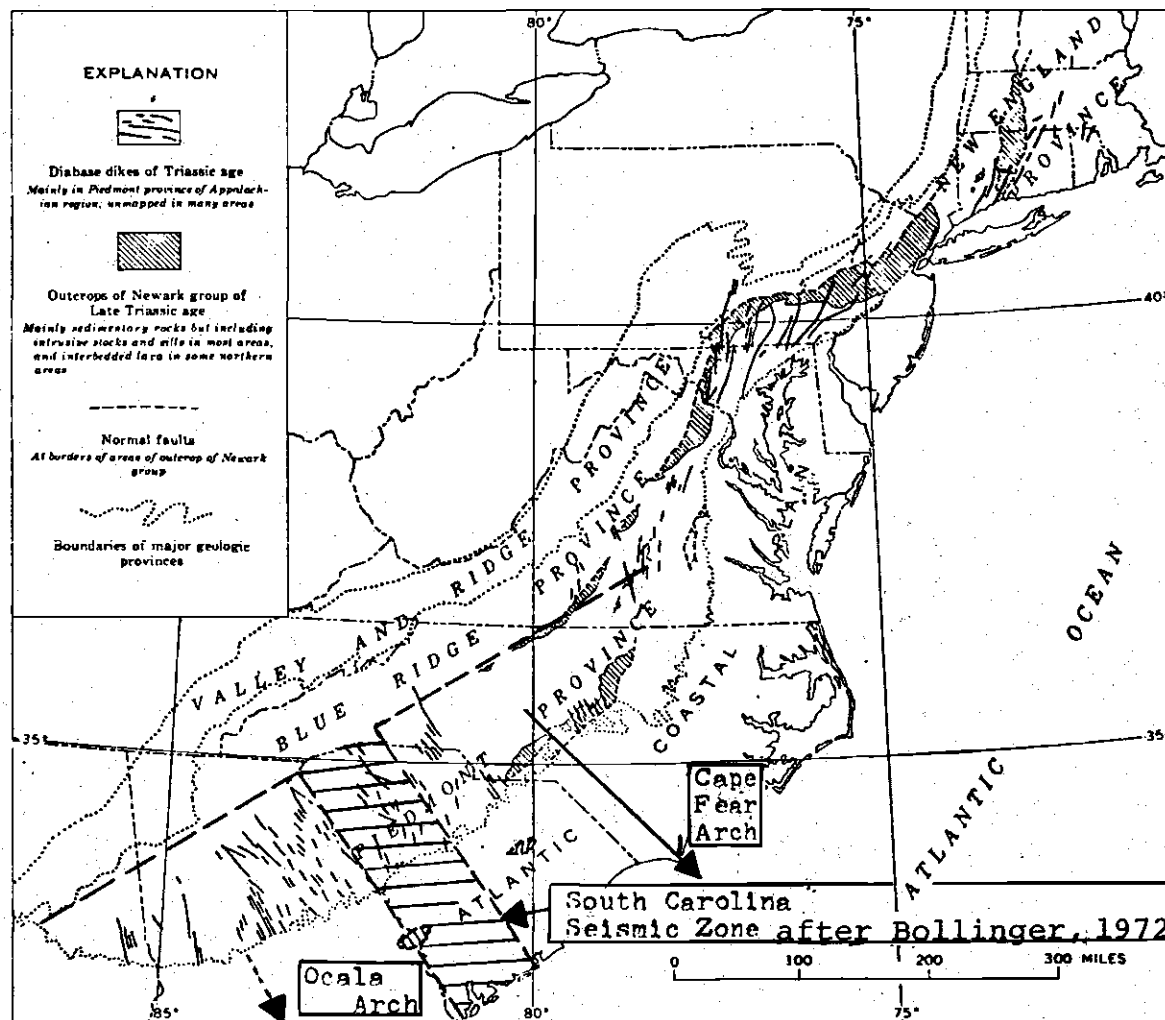 EXPLANATION
Diabase dikes of Triassic age
Mainly in Piedmont province of Appalach-
ian region; unmapped in many areas
Outcrops of Newark group of
Late Triassic age
Mainly sedimentary rocks but including
intrusive stocks and sills in most areas,
and interbedded lava in some northern
areas
Normal faults
At borders of areas of outcrop of Newark
group
Boundaries of major geologic
provinces
80°
75°
NEW ENGLAND
PROVINCE
40°
VALLEY AND RIDGE PROVINCE
BLUE RIDGE PROVINCE
PIEDMONT PROVINCE
ATLANTIC COASTAL PLAIN
ATLANTIC OCEAN
35°
35°
Cape
Fear
Arch
South Carolina
Seismic Zone after Bollinger, 1972
Ocala
Arch
0 100 200 300 MILES
85°
80°
75°